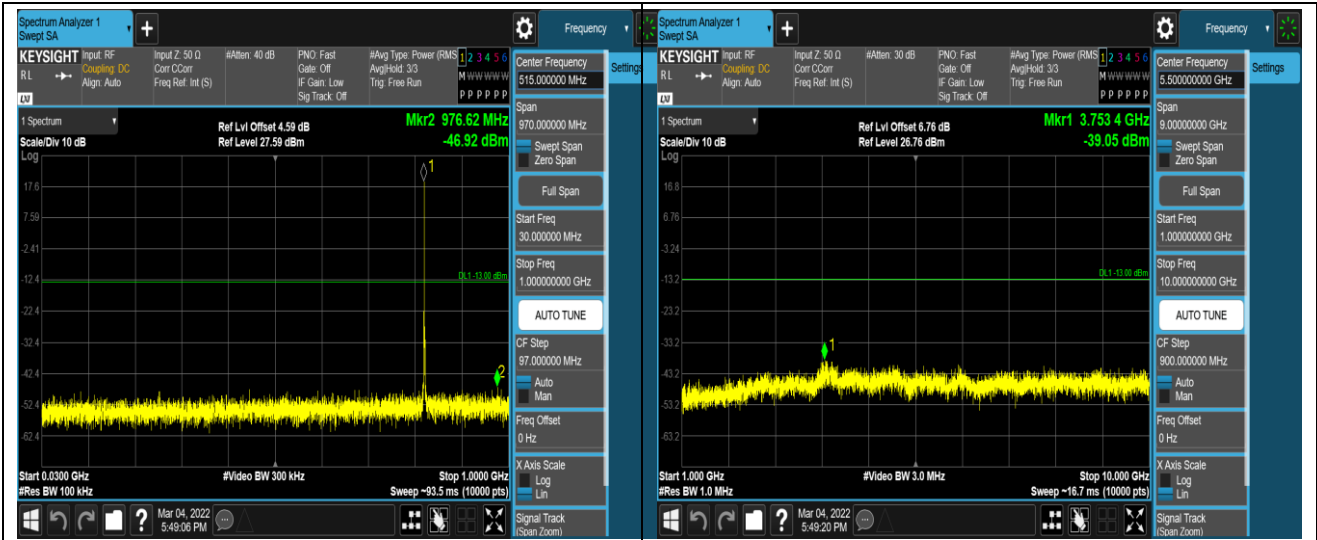 Spectrum Analyzer 1
Swept SA
+
Frequency
KEYSIGHT
RL
LXI
Input: RF
Coupling: DC
Align: Auto
Input Z: 50 Ω
Corr CCorr
Freq Ref: Int (S)
#Atten: 40 dB
PNO: Fast
Gate: Off
IF Gain: Low
Sig Track: Off
#Avg Type: Power (RMS
Avg|Hold: 3/3
Trig: Free Run
1 2 3 4 5 6
M W W W W W
P P P P P P
Center Frequency
515.000000 MHz
Settings
Span
970.000000 MHz
Swept Span
Zero Span
Full Span
Start Freq
30.000000 MHz
Stop Freq
1.000000000 GHz
AUTO TUNE
CF Step
97.000000 MHz
Auto
Man
Freq Offset
0 Hz
X Axis Scale
Log
Lin
Signal Track
(Span Zoom)
1 Spectrum
Scale/Div 10 dB
Log
Ref Lvl Offset 4.59 dB
Ref Level 27.59 dBm
Mkr2 976.62 MHz
-46.92 dBm
1
17.6
7.59
-2.41
-12.4
DL1 -13.00 dBm
-22.4
-32.4
-42.4
2
-52.4
-62.4
Start 0.0300 GHz
#Res BW 100 kHz
#Video BW 300 kHz
Stop 1.0000 GHz
Sweep ~93.5 ms (10000 pts)
?
Mar 04, 2022
5:49:06 PM
Spectrum Analyzer 1
Swept SA
+
Frequency
KEYSIGHT
RL
LXI
Input: RF
Coupling: DC
Align: Auto
Input Z: 50 Ω
Corr CCorr
Freq Ref: Int (S)
#Atten: 30 dB
PNO: Fast
Gate: Off
IF Gain: Low
Sig Track: Off
#Avg Type: Power (RMS
Avg|Hold: 3/3
Trig: Free Run
1 2 3 4 5 6
M W W W W W
P P P P P P
Center Frequency
5.500000000 GHz
Settings
Span
9.00000000 GHz
Swept Span
Zero Span
Full Span
Start Freq
1.000000000 GHz
Stop Freq
10.000000000 GHz
AUTO TUNE
CF Step
900.000000 MHz
Auto
Man
Freq Offset
0 Hz
X Axis Scale
Log
Lin
Signal Track
(Span Zoom)
1 Spectrum
Scale/Div 10 dB
Log
Ref Lvl Offset 6.76 dB
Ref Level 26.76 dBm
Mkr1 3.753 4 GHz
-39.05 dBm
16.8
6.76
-3.24
-13.2
DL1 -13.00 dBm
-23.2
-33.2
1
-43.2
-53.2
-63.2
Start 1.000 GHz
#Res BW 1.0 MHz
#Video BW 3.0 MHz
Stop 10.000 GHz
Sweep ~16.7 ms (10000 pts)
?
Mar 04, 2022
5:49:20 PM